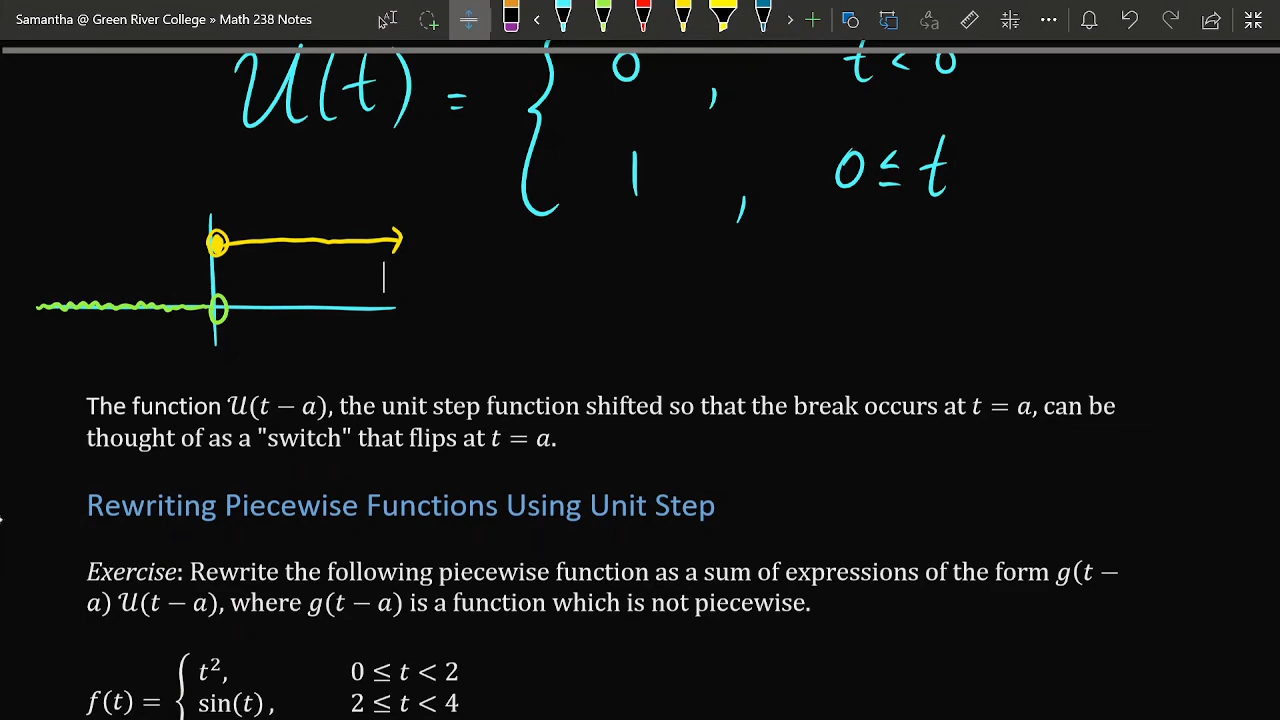 Samantha @ Green River College » Math 238 Notes
𝒰(t) = { 0 , t < 0
1 , 0 ≤ t
The function 𝒰(t − a), the unit step function shifted so that the break occurs at t = a, can be
thought of as a "switch" that flips at t = a.
Rewriting Piecewise Functions Using Unit Step
Exercise: Rewrite the following piecewise function as a sum of expressions of the form g(t −
a) 𝒰(t − a), where g(t − a) is a function which is not piecewise.
t², 0 ≤ t < 2
f(t) = { sin(t), 2 ≤ t < 4